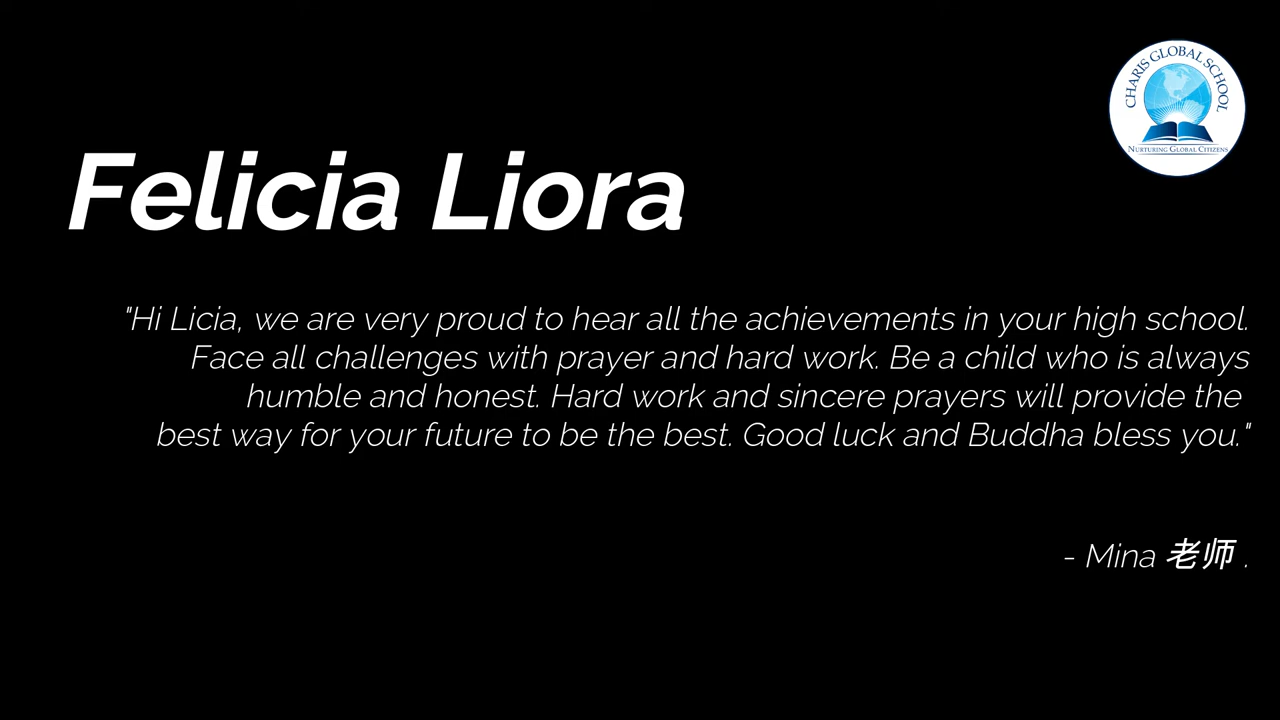 CHARIS GLOBAL SCHOOL
NURTURING GLOBAL CITIZENS
Felicia Liora
"Hi Licia, we are very proud to hear all the achievements in your high school.
Face all challenges with prayer and hard work. Be a child who is always
humble and honest. Hard work and sincere prayers will provide the
best way for your future to be the best. Good luck and Buddha bless you."
- Mina 老师 .